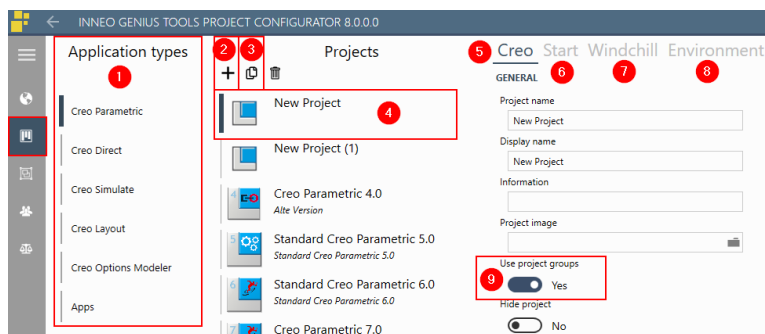 INNEO GENIUS TOOLS PROJECT CONFIGURATOR 8.0.0.0
Application types
1
Creo Parametric
Creo Direct
Creo Simulate
Creo Layout
Creo Options Modeler
Apps
2 3
Projects
New Project
4
New Project (1)
4
Creo Parametric 4.0
Alte Version
5
Standard Creo Parametric 5.0
Standard Creo Parametric 5.0
6
Standard Creo Parametric 6.0
Standard Creo Parametric 6.0
7
Creo Parametric 7.0
5 Creo Start Windchill Environment
6 7 8
GENERAL
Project name
New Project
Display name
New Project
Information
Project image
Use project groups
9 Yes
Hide project
No